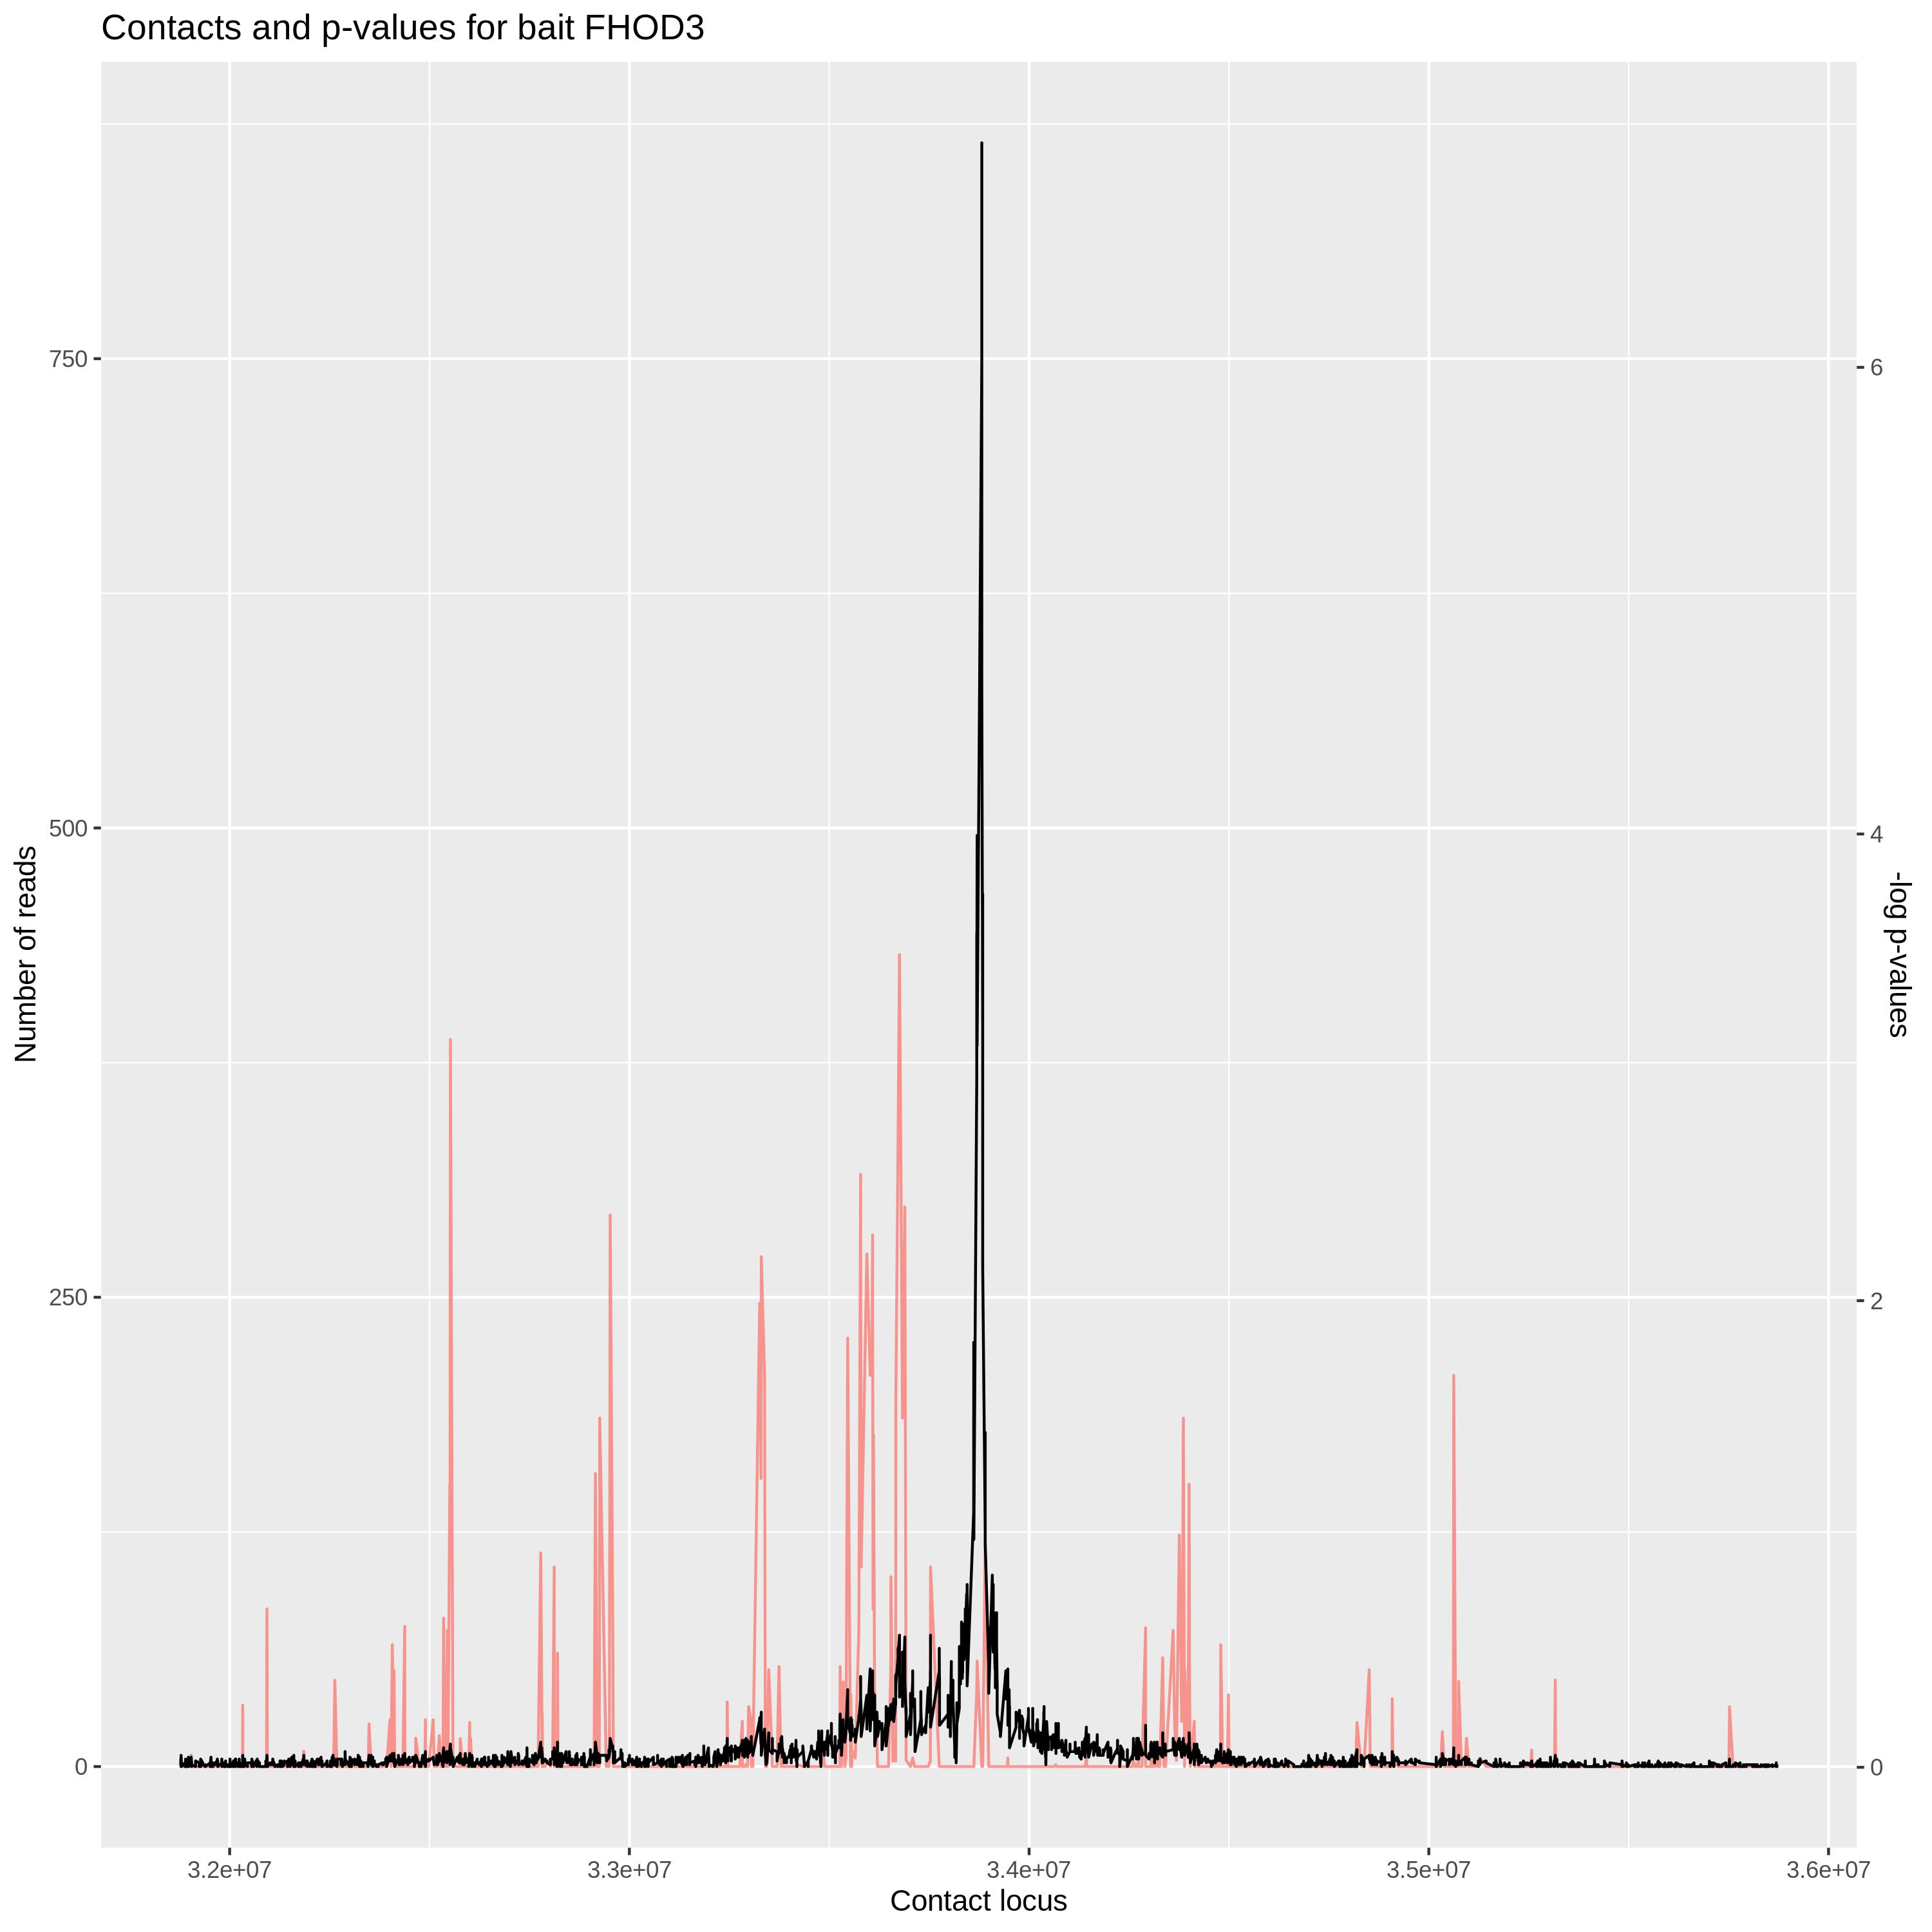 Contacts and p-values for bait FHOD3
Number of reads
750
500
250
0
6
4
2
0
-log p-values
3.2e+07
3.3e+07
3.4e+07
3.5e+07
3.6e+07
Contact locus